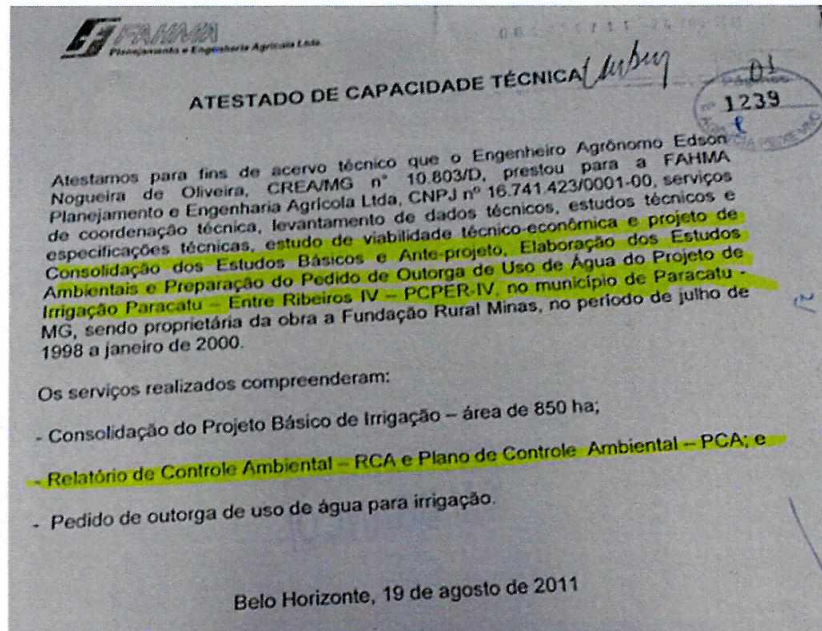 FAHMA
Planejamento e Engenharia Agrícola Ltda.
ATESTADO DE CAPACIDADE TÉCNICA
01
Nº 1239
AGÊNCIA PEIXE VIVO
Atestamos para fins de acervo técnico que o Engenheiro Agrônomo Edson
Nogueira de Oliveira, CREA/MG n° 10.803/D, prestou para a FAHMA
Planejamento e Engenharia Agrícola Ltda, CNPJ nº 16.741.423/0001-00, serviços
de coordenação técnica, levantamento de dados técnicos, estudos técnicos e
especificações técnicas, estudo de viabilidade técnico-econômica e projeto de
Consolidação dos Estudos Básicos e Ante-projeto, Elaboração dos Estudos
Ambientais e Preparação do Pedido de Outorga de Uso de Água do Projeto de
Irrigação Paracatu – Entre Ribeiros IV – PCPER-IV, no município de Paracatu -
MG, sendo proprietária da obra a Fundação Rural Minas, no período de julho de
1998 a janeiro de 2000.
Os serviços realizados compreenderam:
- Consolidação do Projeto Básico de Irrigação – área de 850 ha;
- Relatório de Controle Ambiental – RCA e Plano de Controle Ambiental – PCA; e
- Pedido de outorga de uso de água para irrigação.
Belo Horizonte, 19 de agosto de 2011